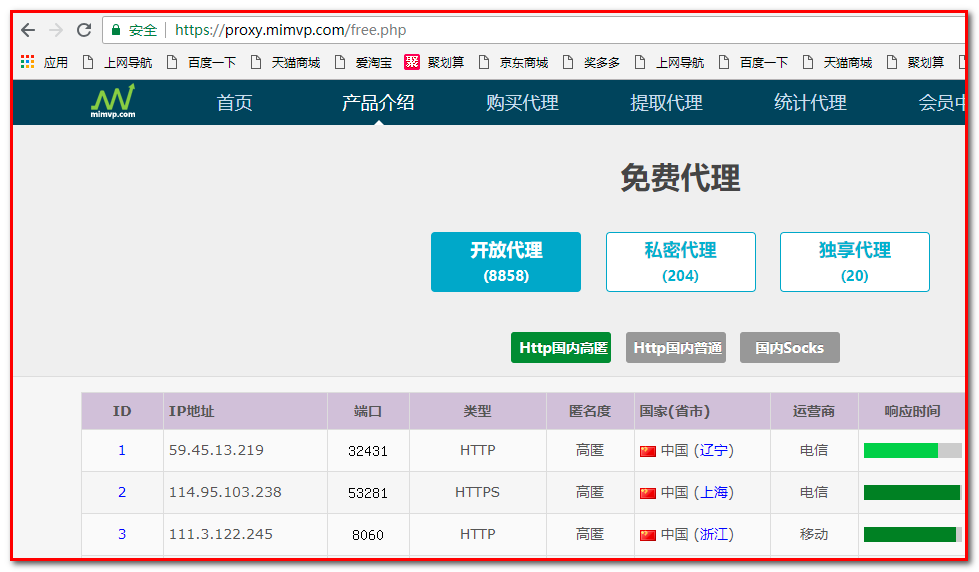 安全 https://proxy.mimvp.com/free.php
应用 上网导航 百度一下 天猫商城 爱淘宝 聚 聚划算 京东商城 奖多多 上网导航 百度一下 天猫商城 聚划算
mimvp.com 首页 产品介绍 购买代理 提取代理 统计代理 会员中
免费代理
开放代理 私密代理 独享代理
(8858) (204) (20)
Http国内高匿 Http国内普通 国内Socks
ID IP地址 端口 类型 匿名度 国家(省市) 运营商 响应时间
1 59.45.13.219 32431 HTTP 高匿 中国 (辽宁) 电信
2 114.95.103.238 53281 HTTPS 高匿 中国 (上海) 电信
3 111.3.122.245 8060 HTTP 高匿 中国 (浙江) 移动